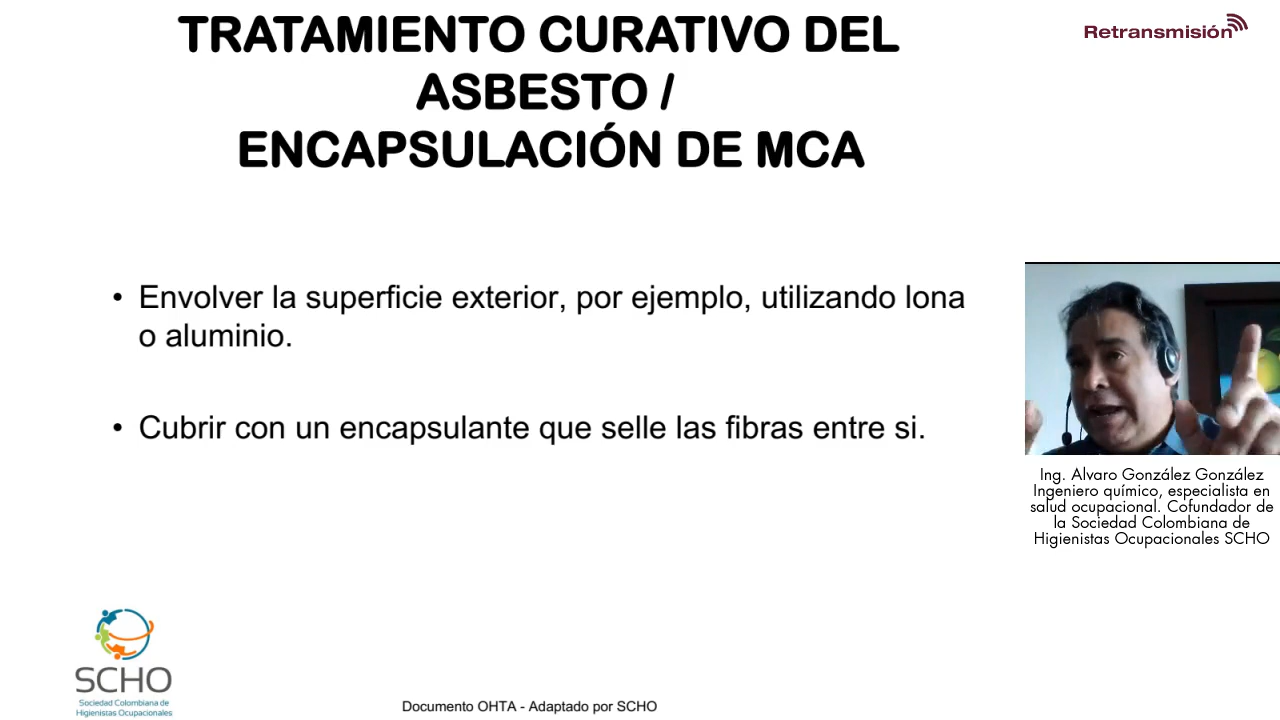 TRATAMIENTO CURATIVO DEL
ASBESTO /
ENCAPSULACIÓN DE MCA
Retransmisión
• Envolver la superficie exterior, por ejemplo, utilizando lona
o aluminio.
• Cubrir con un encapsulante que selle las fibras entre si.
Ing. Alvaro González González
Ingeniero químico, especialista en
salud ocupacional. Cofundador de
la Sociedad Colombiana de
Higienistas Ocupacionales SCHO
SCHO
Sociedad Colombiana de
Higienistas Ocupacionales
Documento OHTA - Adaptado por SCHO